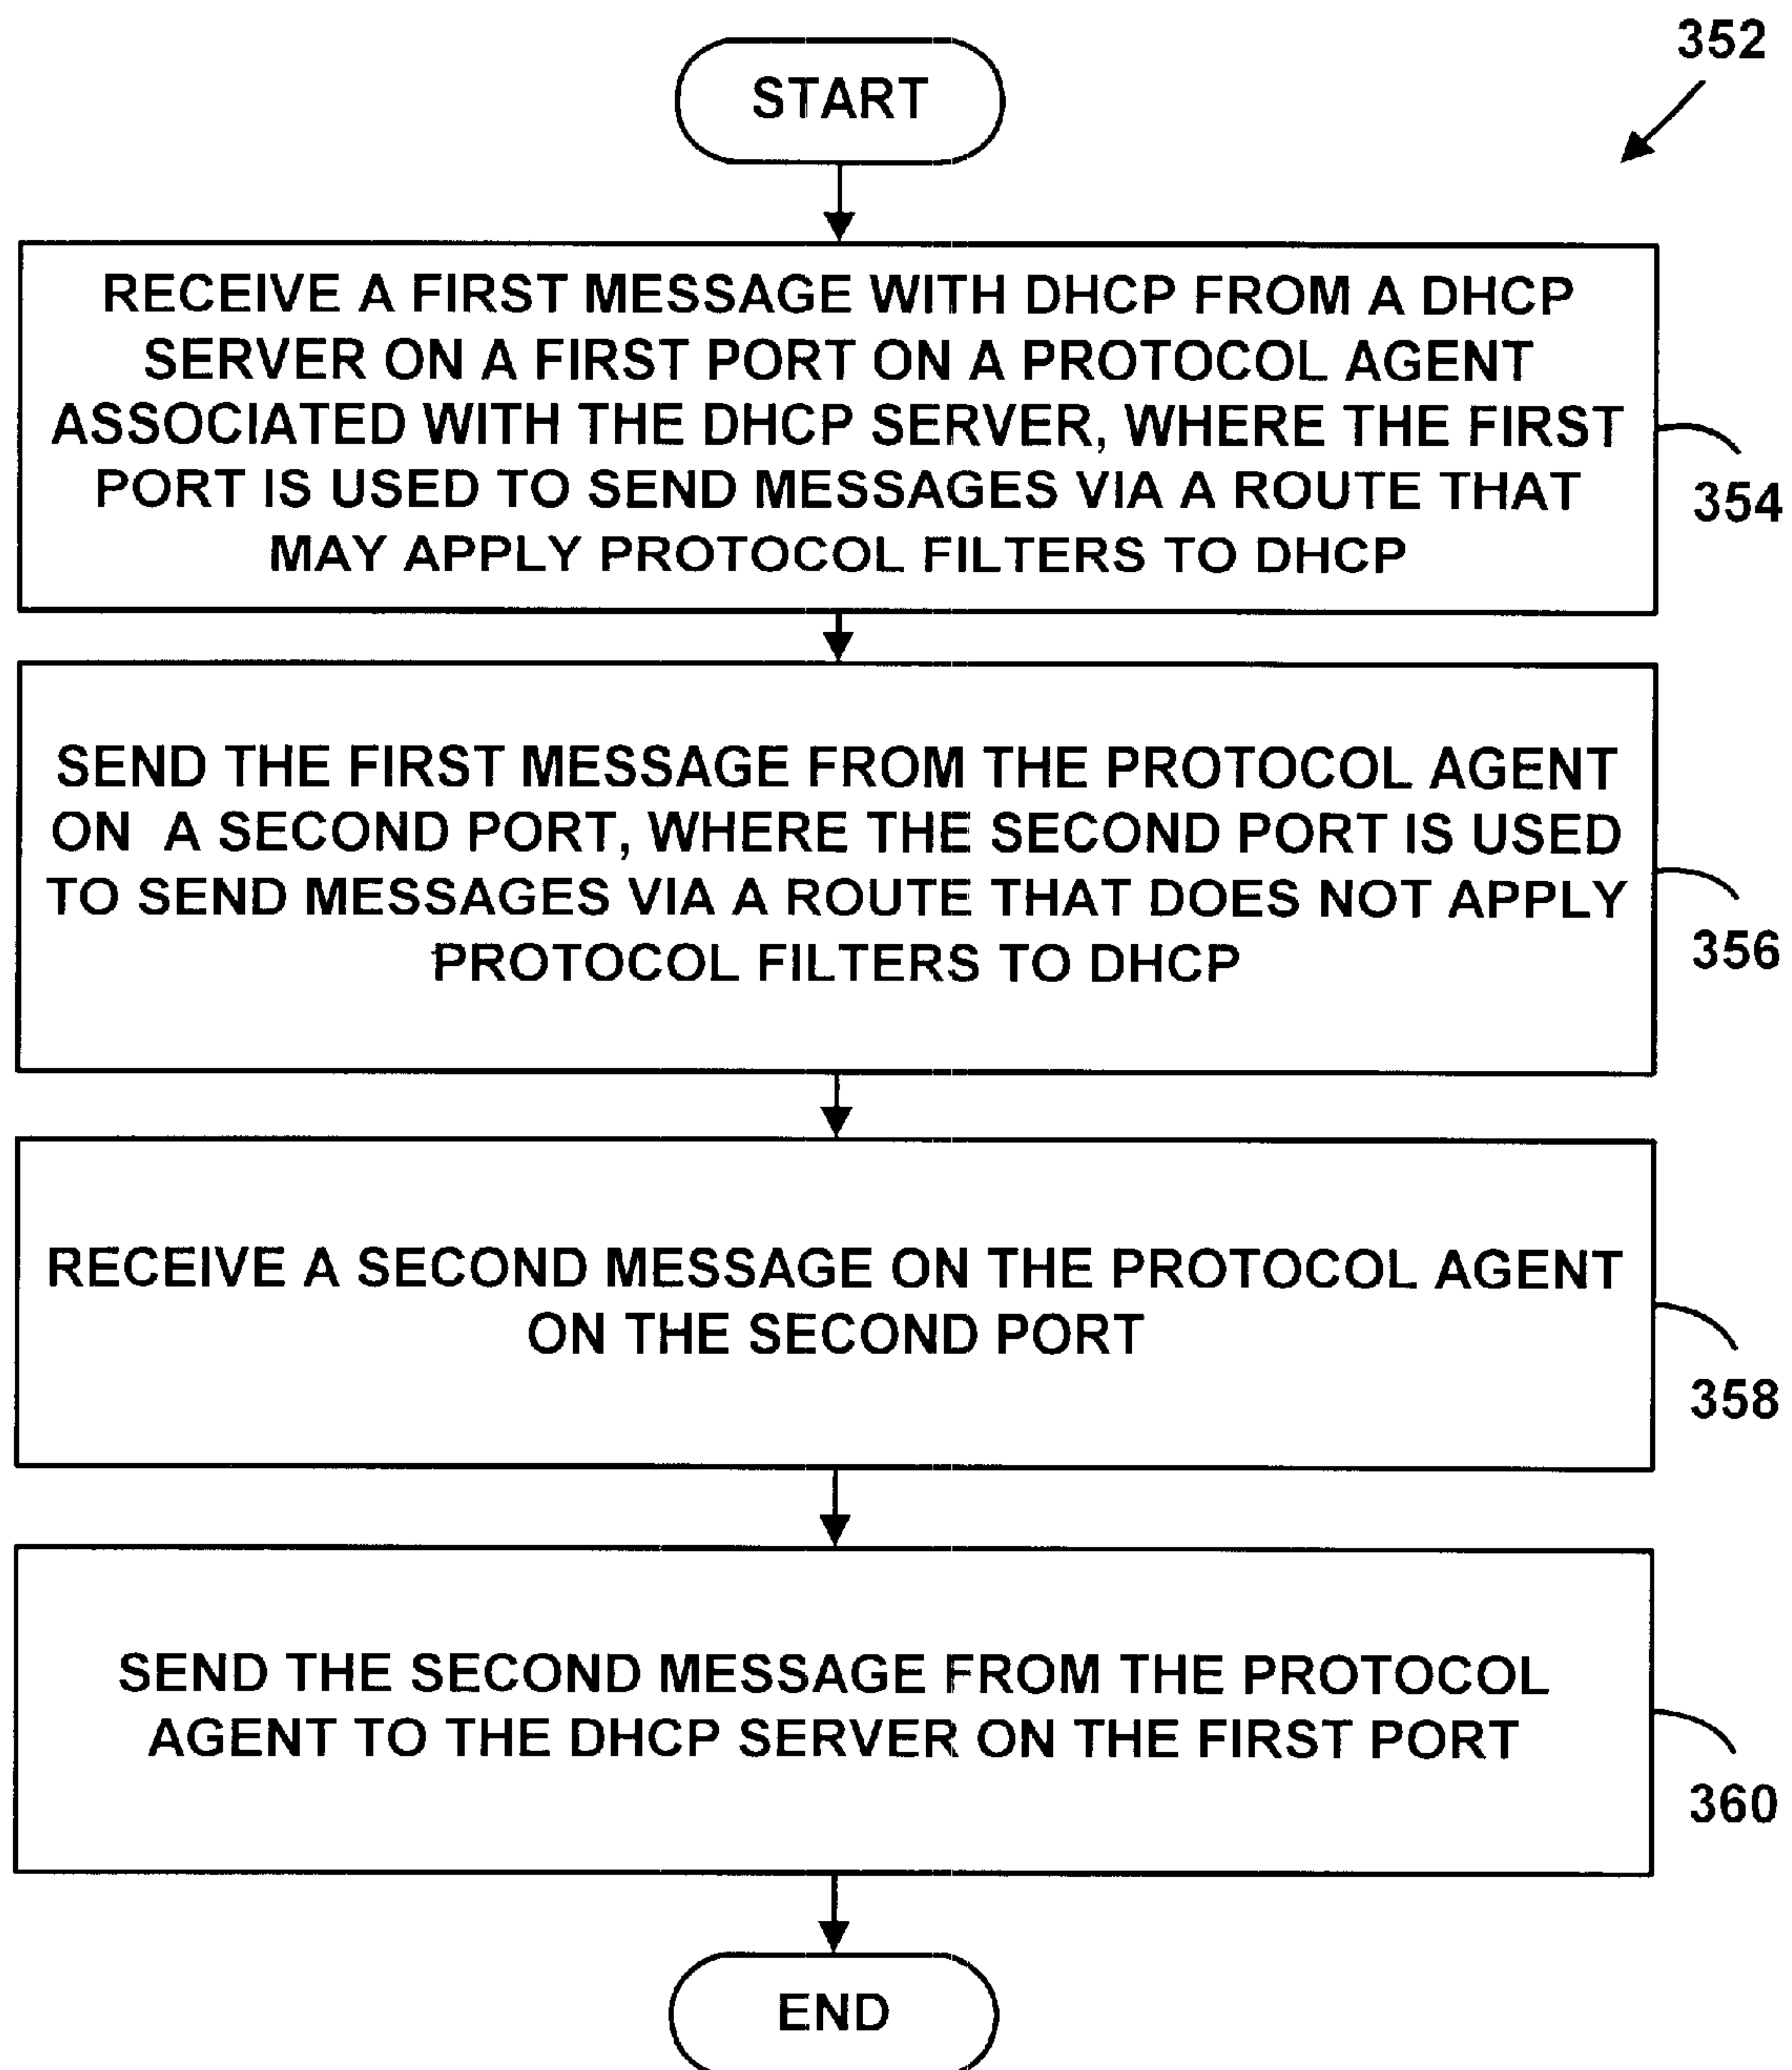 352
START
RECEIVE A FIRST MESSAGE WITH DHCP FROM A DHCP
SERVER ON A FIRST PORT ON A PROTOCOL AGENT
ASSOCIATED WITH THE DHCP SERVER, WHERE THE FIRST
PORT IS USED TO SEND MESSAGES VIA A ROUTE THAT
MAY APPLY PROTOCOL FILTERS TO DHCP
354
SEND THE FIRST MESSAGE FROM THE PROTOCOL AGENT
ON A SECOND PORT, WHERE THE SECOND PORT IS USED
TO SEND MESSAGES VIA A ROUTE THAT DOES NOT APPLY
PROTOCOL FILTERS TO DHCP
356
RECEIVE A SECOND MESSAGE ON THE PROTOCOL AGENT
ON THE SECOND PORT
358
SEND THE SECOND MESSAGE FROM THE PROTOCOL
AGENT TO THE DHCP SERVER ON THE FIRST PORT
360
END